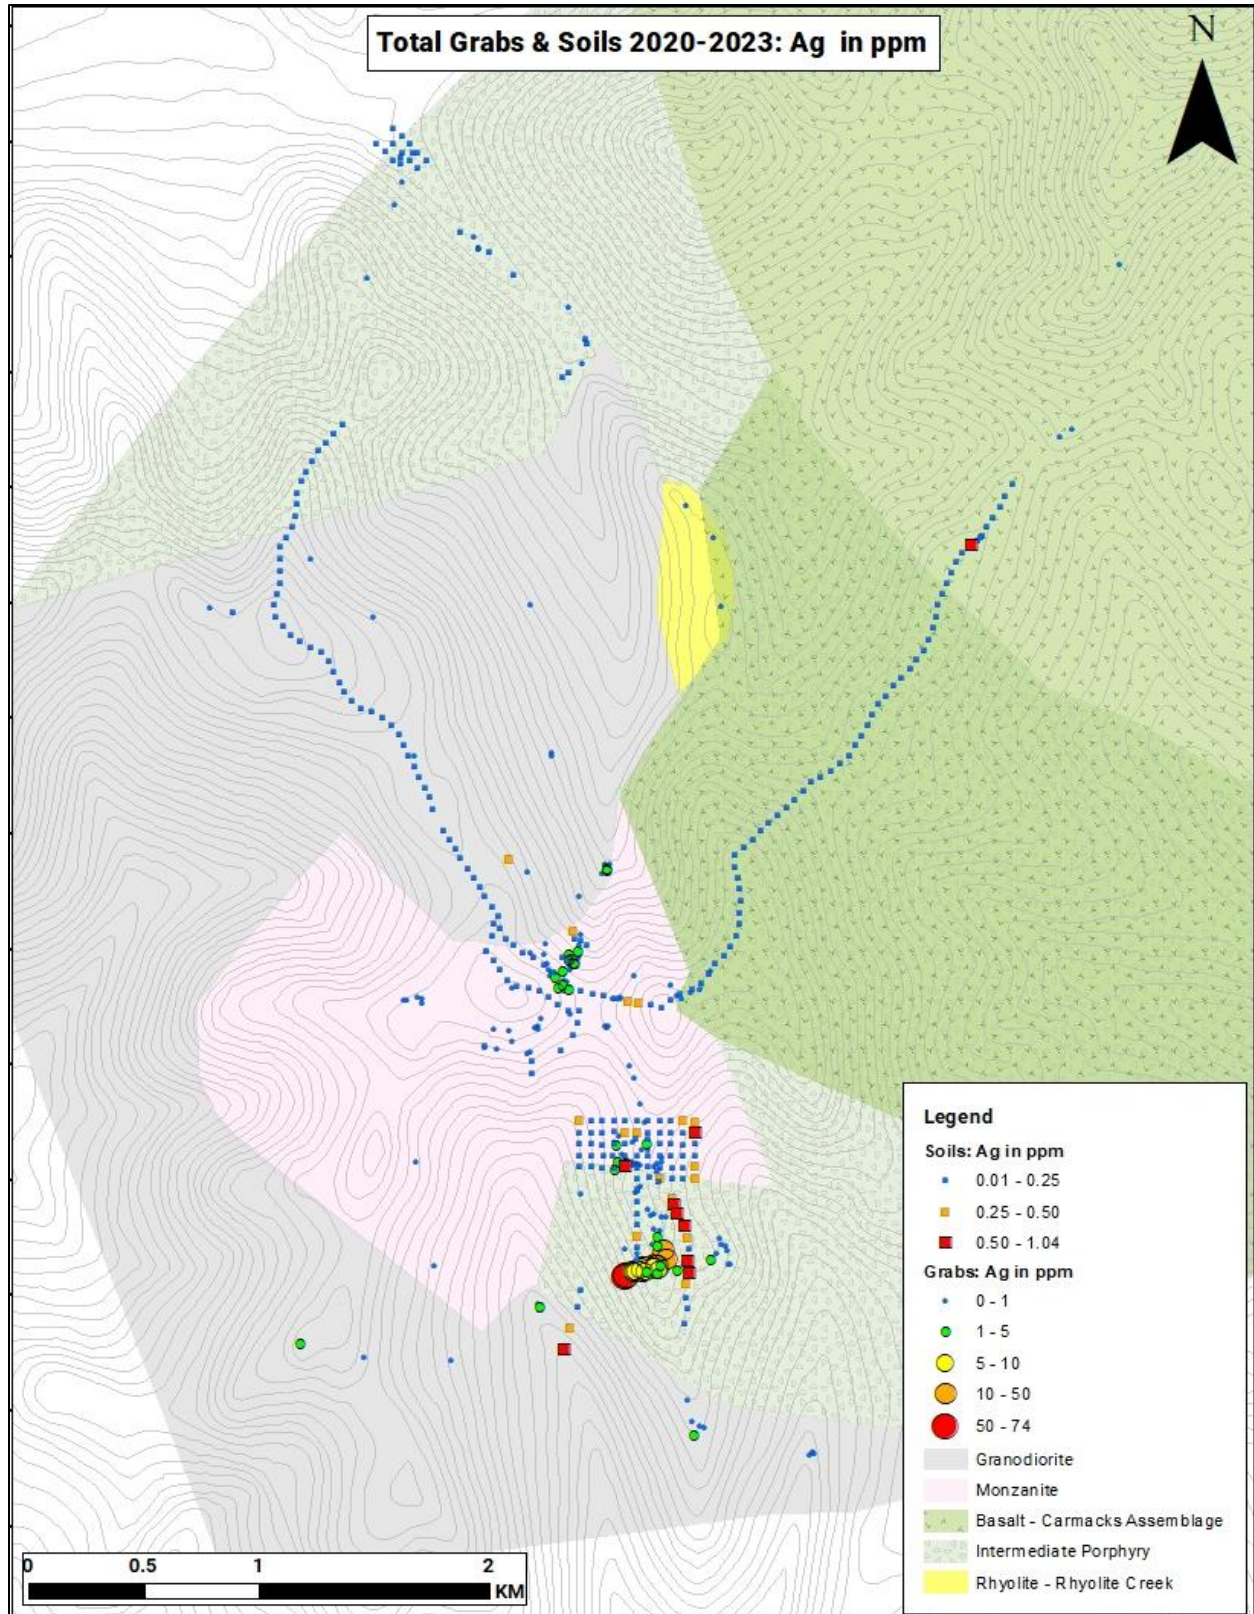 Total Grabs & Soils 2020-2023: Ag in ppm
N
Legend
Soils: Ag in ppm
0.01 - 0.25
0.25 - 0.50
0.50 - 1.04
Grabs: Ag in ppm
0 - 1
1 - 5
5 - 10
10 - 50
50 - 74
Granodiorite
Monzanite
Basalt - Carmacks Assemblage
Intermediate Porphyry
Rhyolite - Rhyolite Creek
0 0.5 1 2
KM